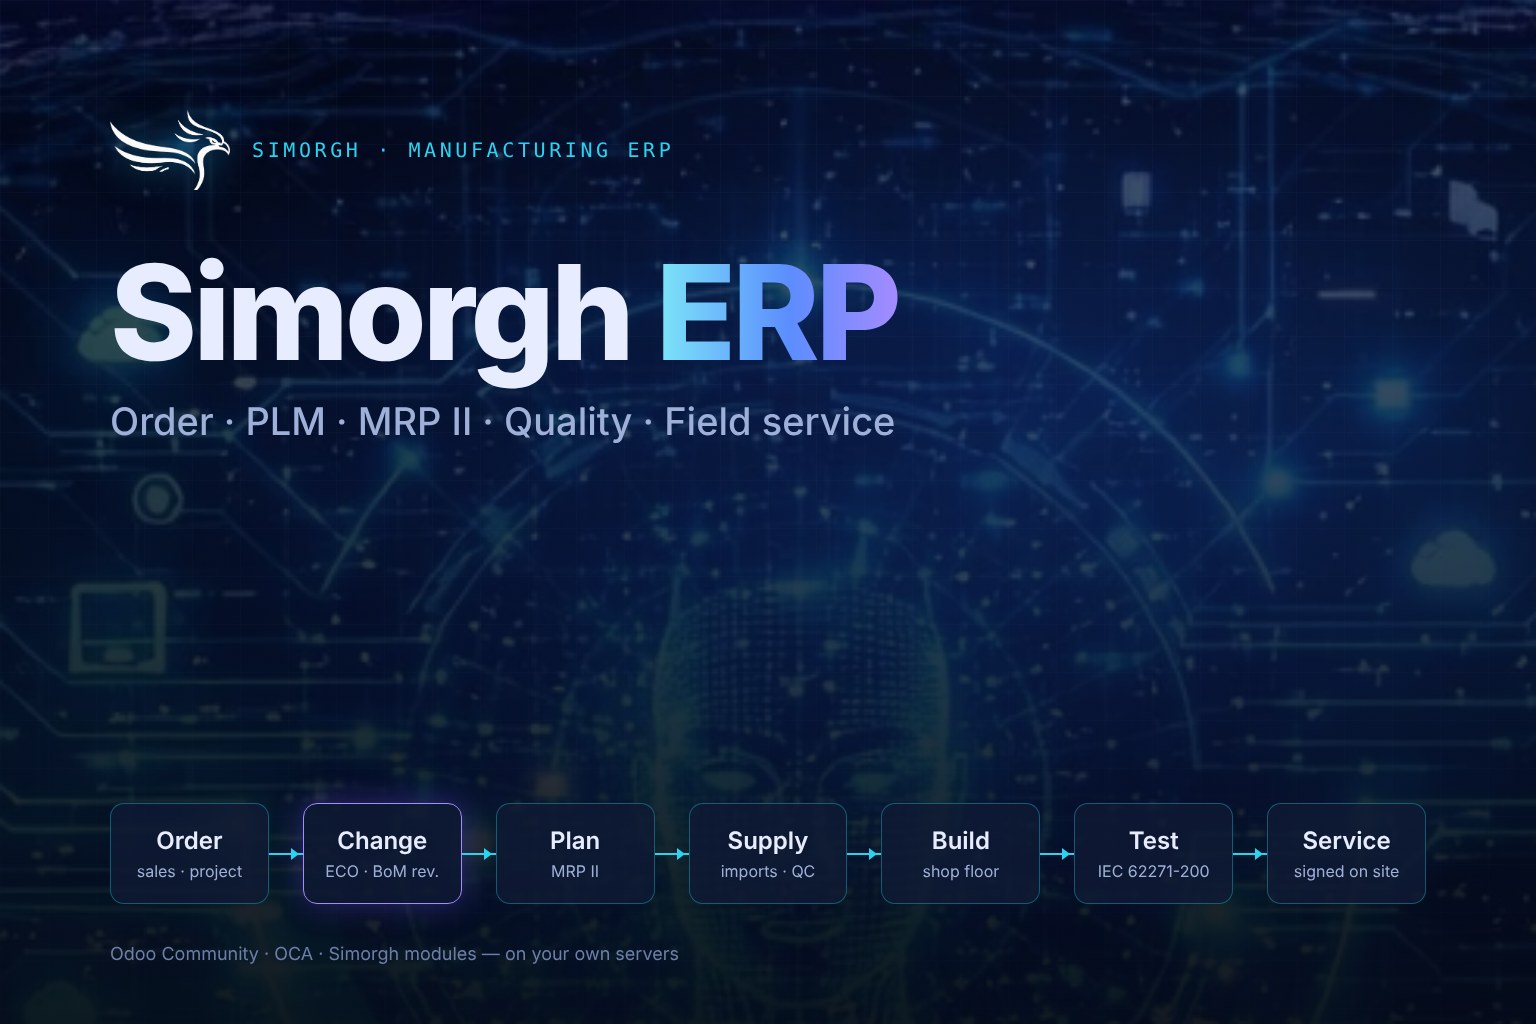 SIMORGH · MANUFACTURING ERP
Simorgh ERP
Order · PLM · MRP II · Quality · Field service
Order
sales · project
Change
ECO · BoM rev.
Plan
MRP II
Supply
imports · QC
Build
shop floor
Test
IEC 62271-200
Service
signed on site
Odoo Community · OCA · Simorgh modules — on your own servers